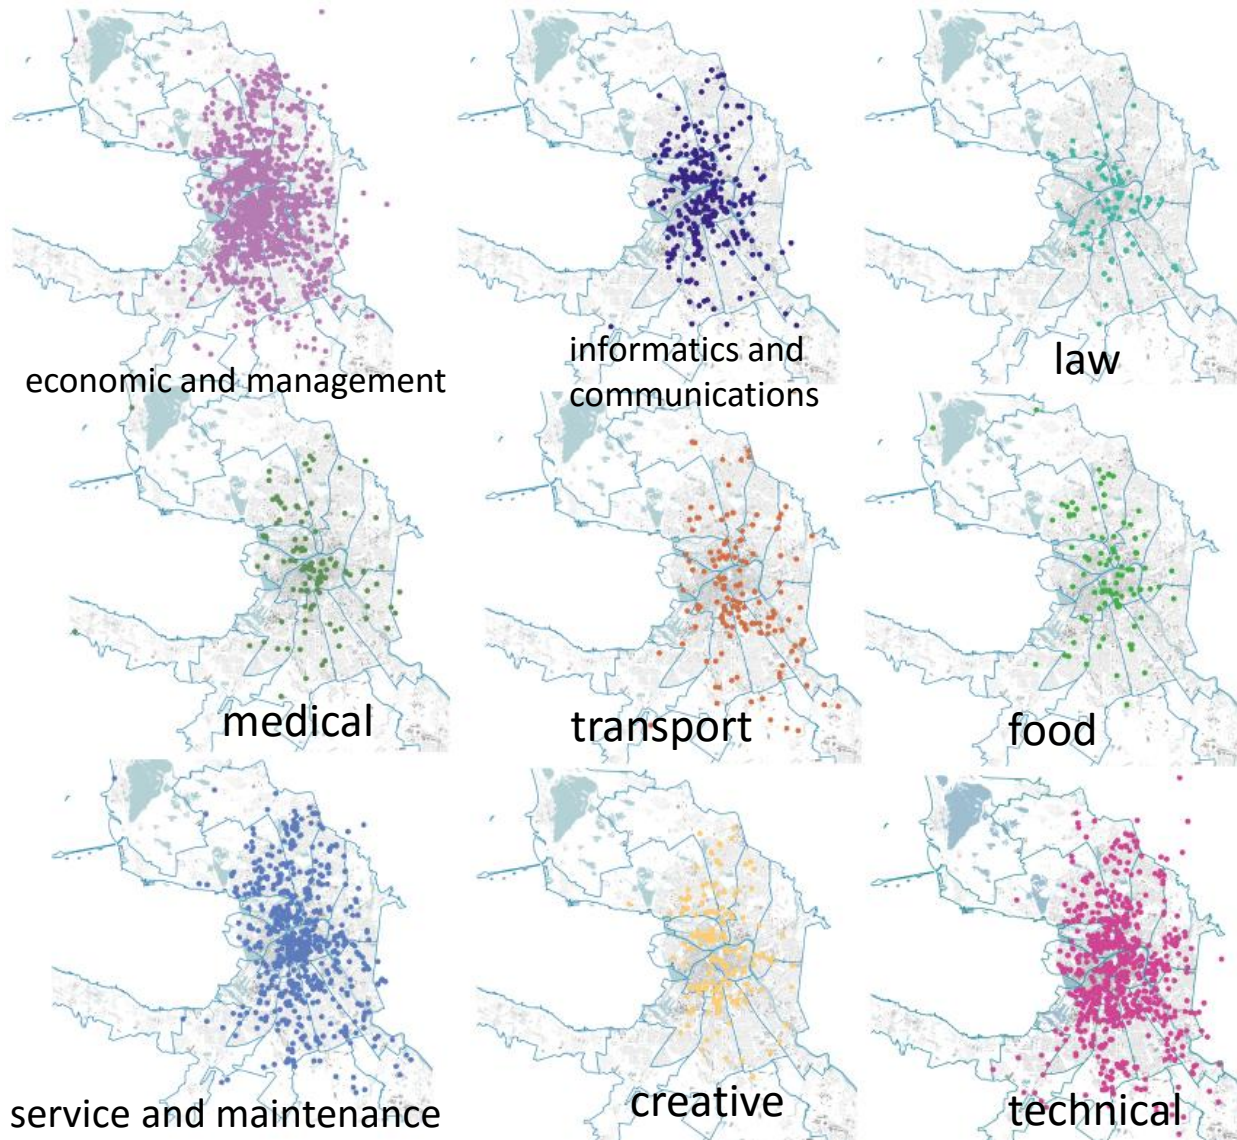 economic and management
informatics and
communications
law
medical
transport
food
service and maintenance
creative
technical